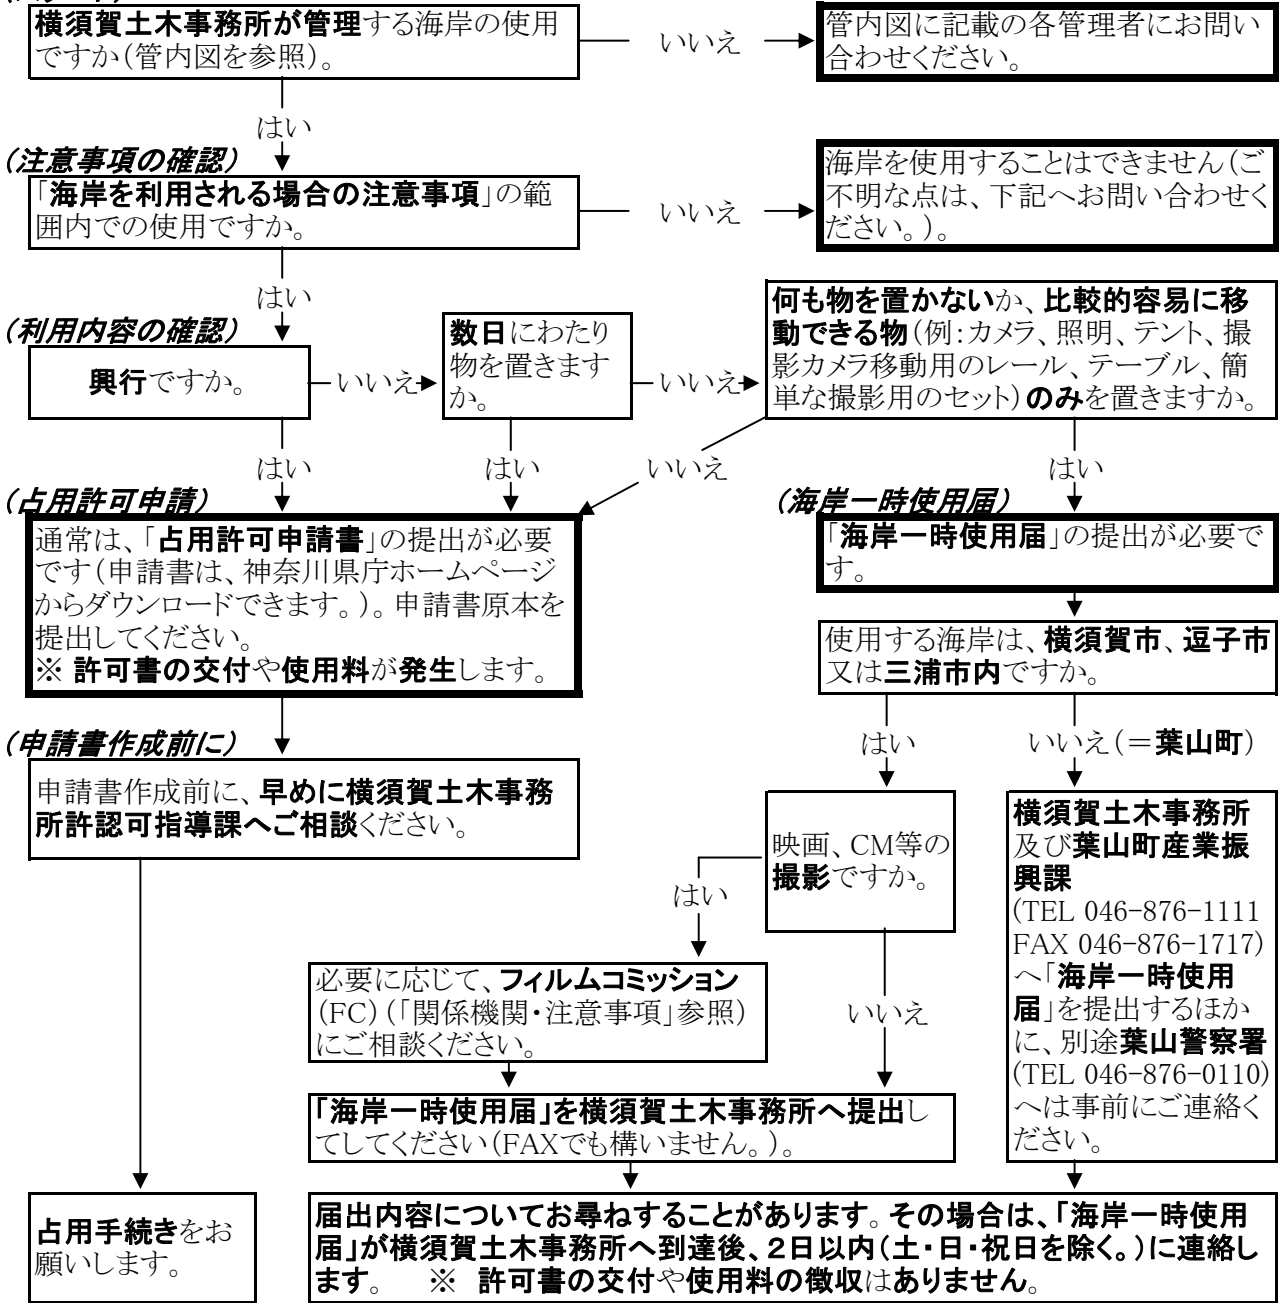 横須賀土木事務所が管理する海岸の使用
ですか(管内図を参照)。
いいえ
管内図に記載の各管理者にお問い
合わせください。
はい
(注意事項の確認)
「海岸を利用される場合の注意事項」の範
囲内での使用ですか。
いいえ
海岸を使用することはできません(ご
不明な点は、下記へお問い合わせく
ださい。)。
はい
(利用内容の確認)
興行ですか。
いいえ
数日にわたり
物を置きます
か。
いいえ
何も物を置かないか、比較的容易に移
動できる物(例:カメラ、照明、テント、撮
影カメラ移動用のレール、テーブル、簡
単な撮影用のセット)のみを置きますか。
はい
はい
いいえ
はい
(占用許可申請)
通常は、「占用許可申請書」の提出が必要
です(申請書は、神奈川県庁ホームページ
からダウンロードできます。)。申請書原本を
提出してください。
※ 許可書の交付や使用料が発生します。
(海岸一時使用届)
「海岸一時使用届」の提出が必要で
す。
使用する海岸は、横須賀市、逗子市
又は三浦市内ですか。
はい
いいえ(=葉山町)
(申請書作成前に)
申請書作成前に、早めに横須賀土木事務
所許認可指導課へご相談ください。
映画、CM等の
撮影ですか。
はい
いいえ
横須賀土木事務所
及び葉山町産業振
興課
(TEL 046-876-1111
FAX 046-876-1717)
へ「海岸一時使用
届」を提出するほか
に、別途葉山警察署
(TEL 046-876-0110)
へは事前にご連絡く
ださい。
必要に応じて、フィルムコミッション
(FC)(「関係機関・注意事項」参照)
にご相談ください。
「海岸一時使用届」を横須賀土木事務所へ提出し
てしてください(FAXでも構いません。)。
占用手続きをお
願いします。
届出内容についてお尋ねすることがあります。その場合は、「海岸一時使用
届」が横須賀土木事務所へ到達後、2日以内(土・日・祝日を除く。)に連絡し
ます。 ※ 許可書の交付や使用料の徴収はありません。